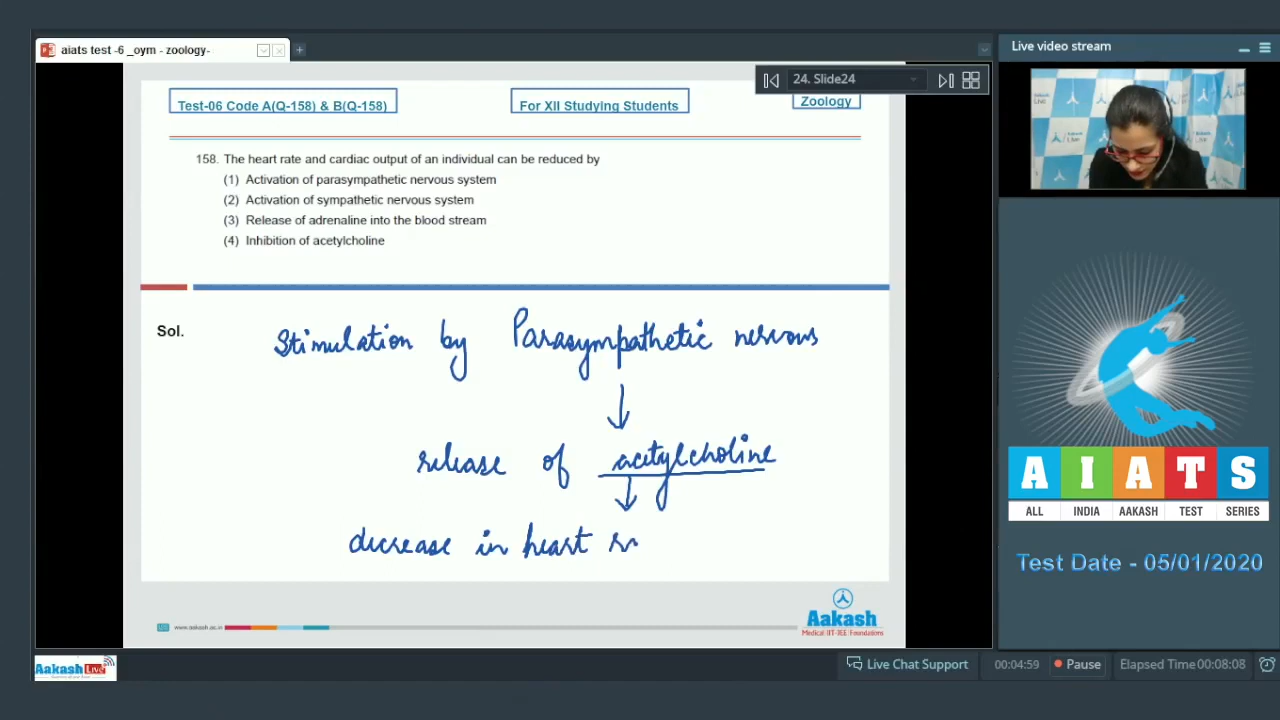 aiats test -6 _oym - zoology-
Live video stream
24. Slide24
Test-06 Code A(Q-158) & B(Q-158)
For XII Studying Students
Zoology
158. The heart rate and cardiac output of an individual can be reduced by
(1) Activation of parasympathetic nervous system
(2) Activation of sympathetic nervous system
(3) Release of adrenaline into the blood stream
(4) Inhibition of acetylcholine
Sol.
Stimulation by Parasympathetic nervous
release of acetylcholine
decrease in heart
A I A T S
ALL INDIA AAKASH TEST SERIES
Test Date - 05/01/2020
www.aakash.ac.in
Aakash
Medical|IIT-JEE|Foundations
Aakash Live
Live Chat Support
00:04:59
Pause
Elapsed Time 00:08:08